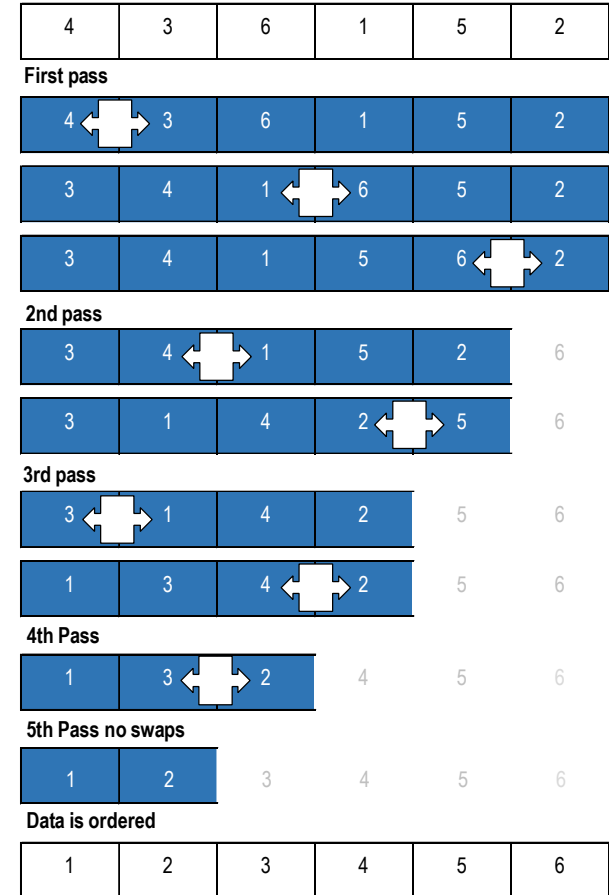 4 3 6 1 5 2
First pass
4 3 6 1 5 2
3 4 1 6 5 2
3 4 1 5 6 2
2nd pass
3 4 1 5 2 6
3 1 4 2 5 6
3rd pass
3 1 4 2 5 6
1 3 4 2 5 6
4th Pass
1 3 2 4 5 6
5th Pass no swaps
1 2 3 4 5 6
Data is ordered
1 2 3 4 5 6